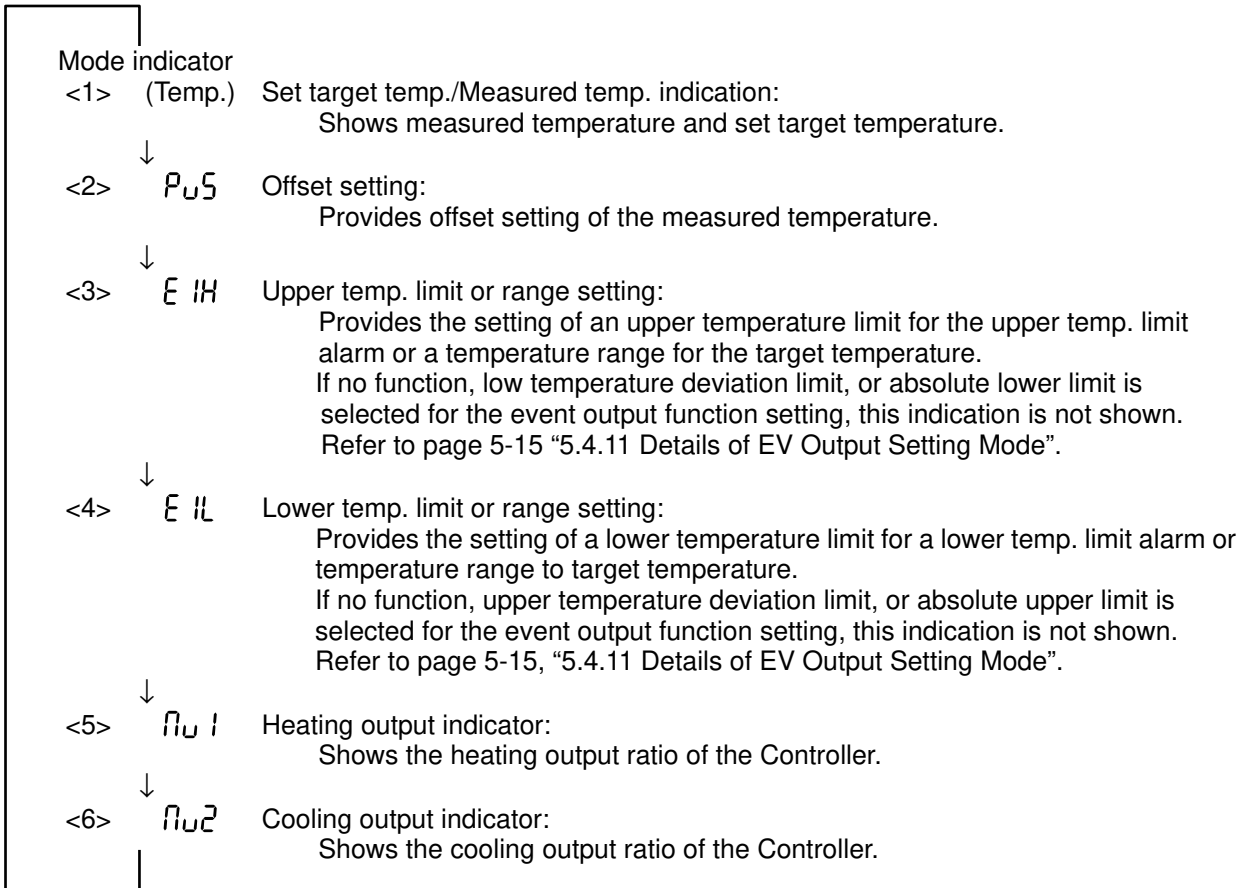 Mode indicator
<1> (Temp.) Set target temp./Measured temp. indication:
Shows measured temperature and set target temperature.
↓
<2> PuS Offset setting:
Provides offset setting of the measured temperature.
↓
<3> E1H Upper temp. limit or range setting:
Provides the setting of an upper temperature limit for the upper temp. limit
alarm or a temperature range for the target temperature.
If no function, low temperature deviation limit, or absolute lower limit is
selected for the event output function setting, this indication is not shown.
Refer to page 5-15 “5.4.11 Details of EV Output Setting Mode”.
↓
<4> E1L Lower temp. limit or range setting:
Provides the setting of a lower temperature limit for a lower temp. limit alarm or
temperature range to target temperature.
If no function, upper temperature deviation limit, or absolute upper limit is
selected for the event output function setting, this indication is not shown.
Refer to page 5-15, “5.4.11 Details of EV Output Setting Mode”.
↓
<5> Mu1 Heating output indicator:
Shows the heating output ratio of the Controller.
↓
<6> Mu2 Cooling output indicator:
Shows the cooling output ratio of the Controller.